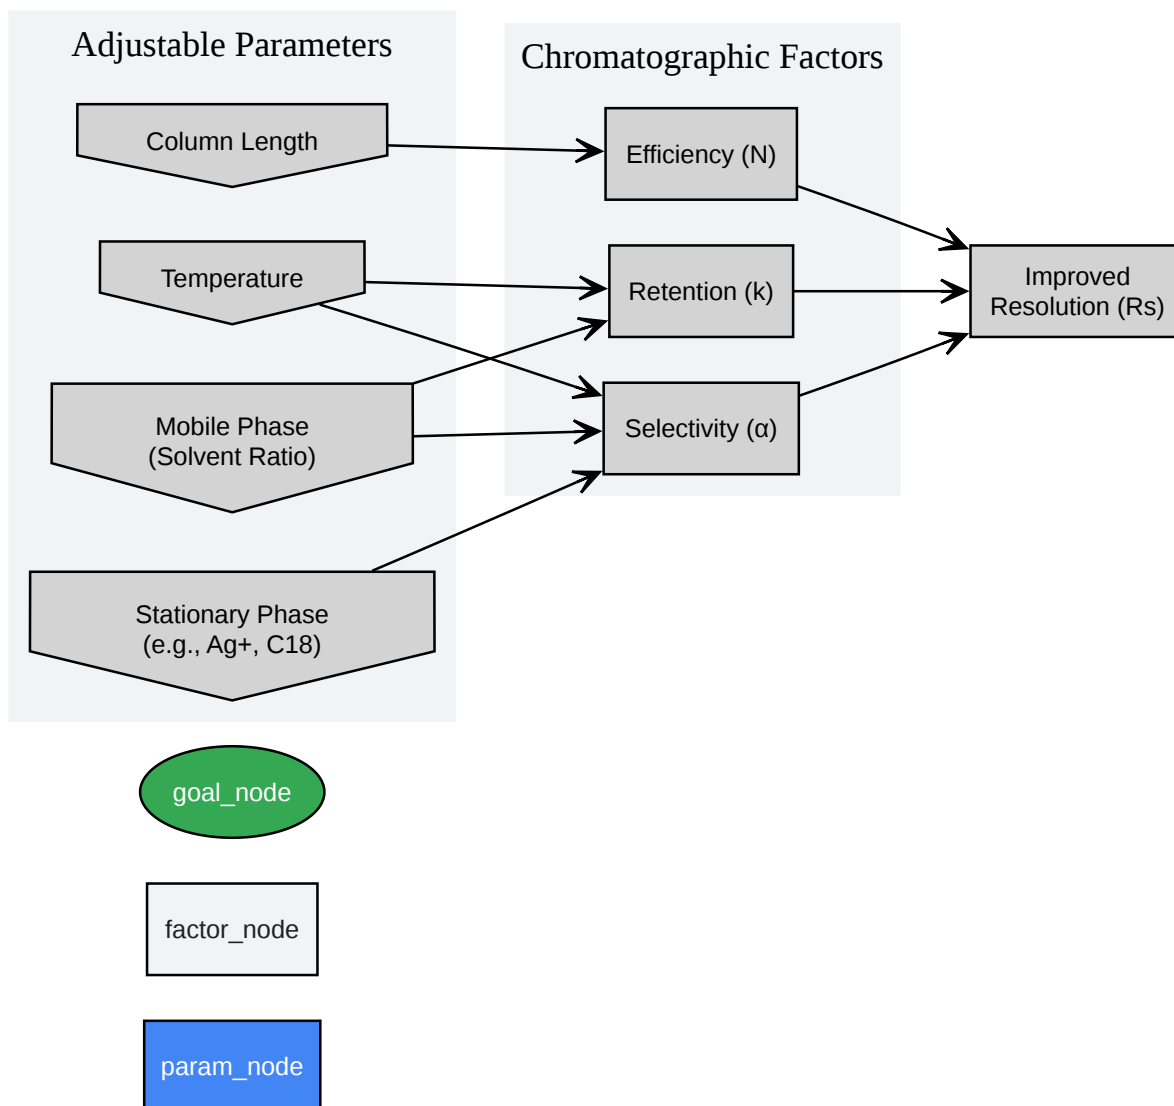 Adjustable Parameters
Column Length
Temperature
Mobile Phase
(Solvent Ratio)
Stationary Phase
(e.g., Ag+, C18)
Chromatographic Factors
Efficiency (N)
Retention (k)
Selectivity (α)
Improved
Resolution (Rs)
goal_node
factor_node
param_node